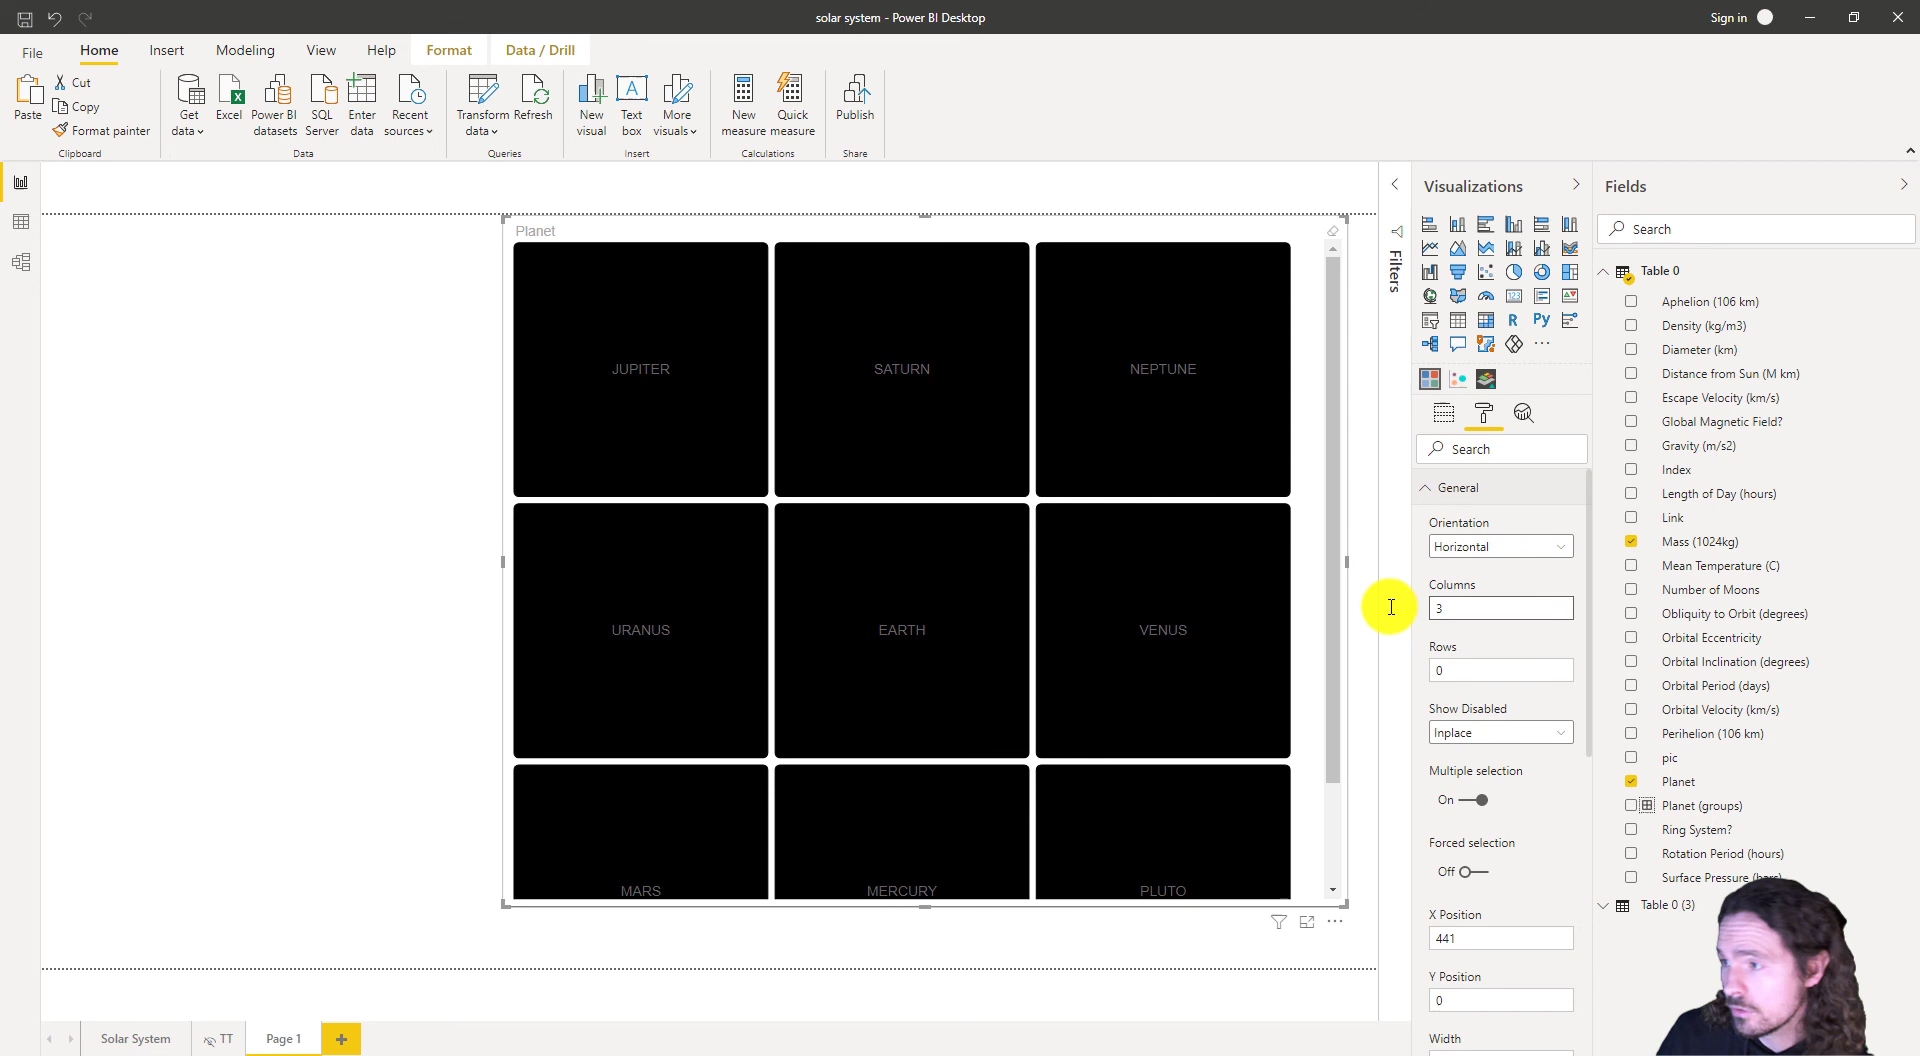 solar system - Power BI Desktop
Sign in
File
Home
Insert
Modeling
View
Help
Format
Data / Drill
Paste
Cut
Copy
Format painter
Clipboard
Get data
Excel
Power BI datasets
SQL Server
Enter data
Recent sources
Data
Transform data
Refresh
Queries
New visual
Text box
More visuals
Insert
New measure
Quick measure
Calculations
Publish
Share
Planet
JUPITER
SATURN
NEPTUNE
URANUS
EARTH
VENUS
MARS
MERCURY
PLUTO
Filters
Visualizations
R
Py
123
Search
General
Orientation
Horizontal
Columns
3
Rows
0
Show Disabled
Inplace
Multiple selection
On
Forced selection
Off
X Position
441
Y Position
0
Width
Fields
Search
Table 0
Aphelion (106 km)
Density (kg/m3)
Diameter (km)
Distance from Sun (M km)
Escape Velocity (km/s)
Global Magnetic Field?
Gravity (m/s2)
Index
Length of Day (hours)
Link
Mass (1024kg)
Mean Temperature (C)
Number of Moons
Obliquity to Orbit (degrees)
Orbital Eccentricity
Orbital Inclination (degrees)
Orbital Period (days)
Orbital Velocity (km/s)
Perihelion (106 km)
pic
Planet
Planet (groups)
Ring System?
Rotation Period (hours)
Surface Pressure (bars)
Table 0 (3)
Solar System
TT
Page 1